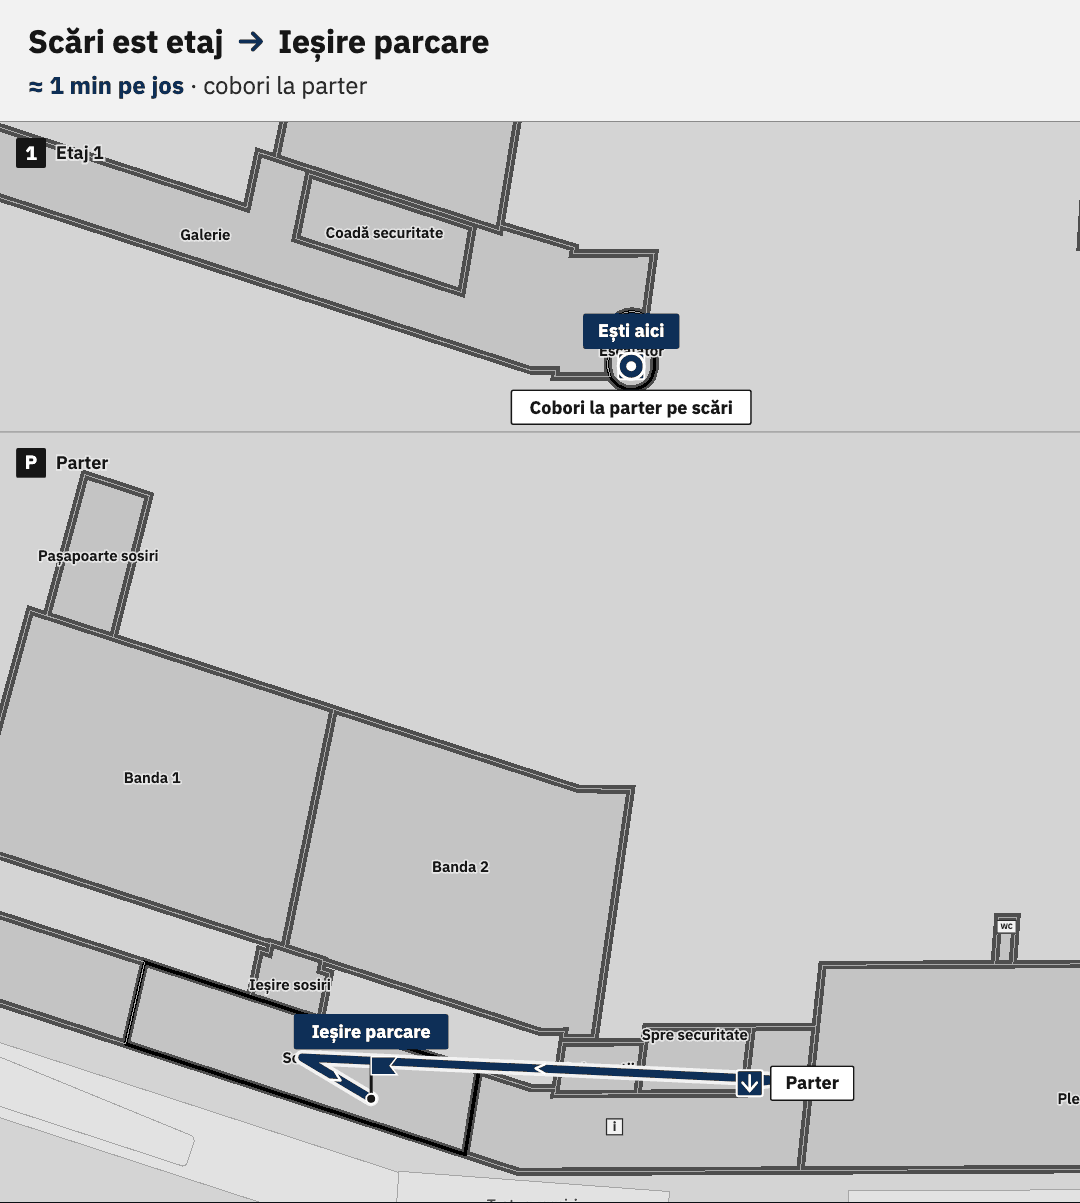 Scări est etaj → Ieșire parcare
≈ 1 min pe jos · cobori la parter
1 Etaj 1
Galerie
Coadă securitate
Ești aici
Escalator
Cobori la parter pe scări
P Parter
Pașapoarte sosiri
Banda 1
Banda 2
wc
Ieșire sosiri
Ieșire parcare
Spre securitate
Parter
i